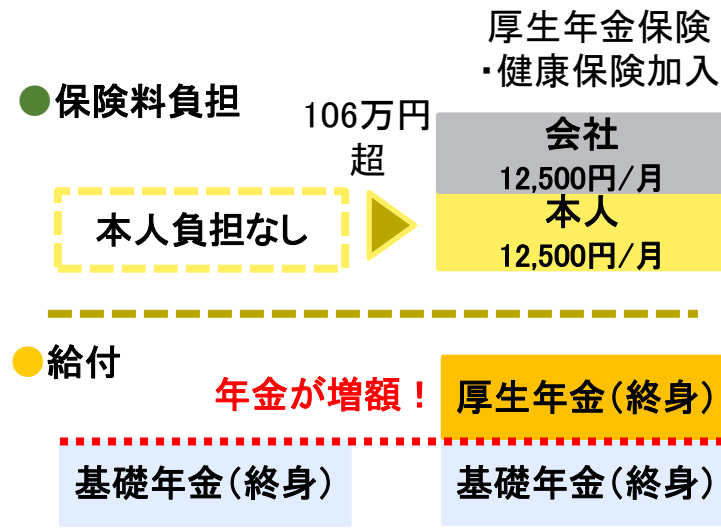 厚生年金保険
・健康保険加入
●保険料負担
106万円
超
会社
12,500円/月
本人負担なし
本人
12,500円/月
●給付
年金が増額！
厚生年金(終身)
基礎年金(終身)
基礎年金(終身)